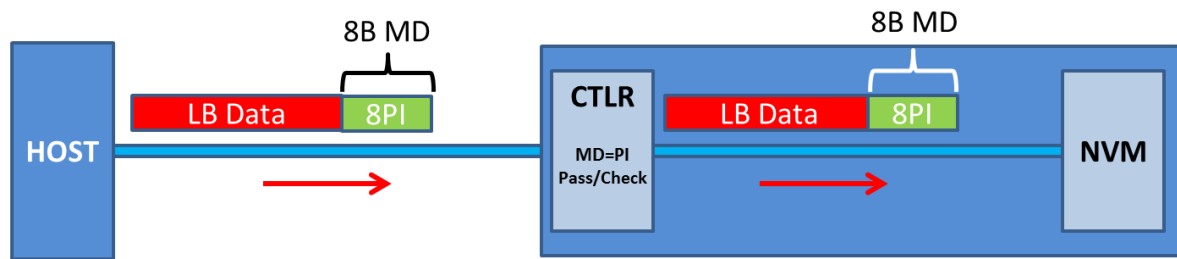 8B MD
8B MD
HOST
LB Data
8PI
CTLR
MD=PI
Pass/Check
LB Data
8PI
NVM